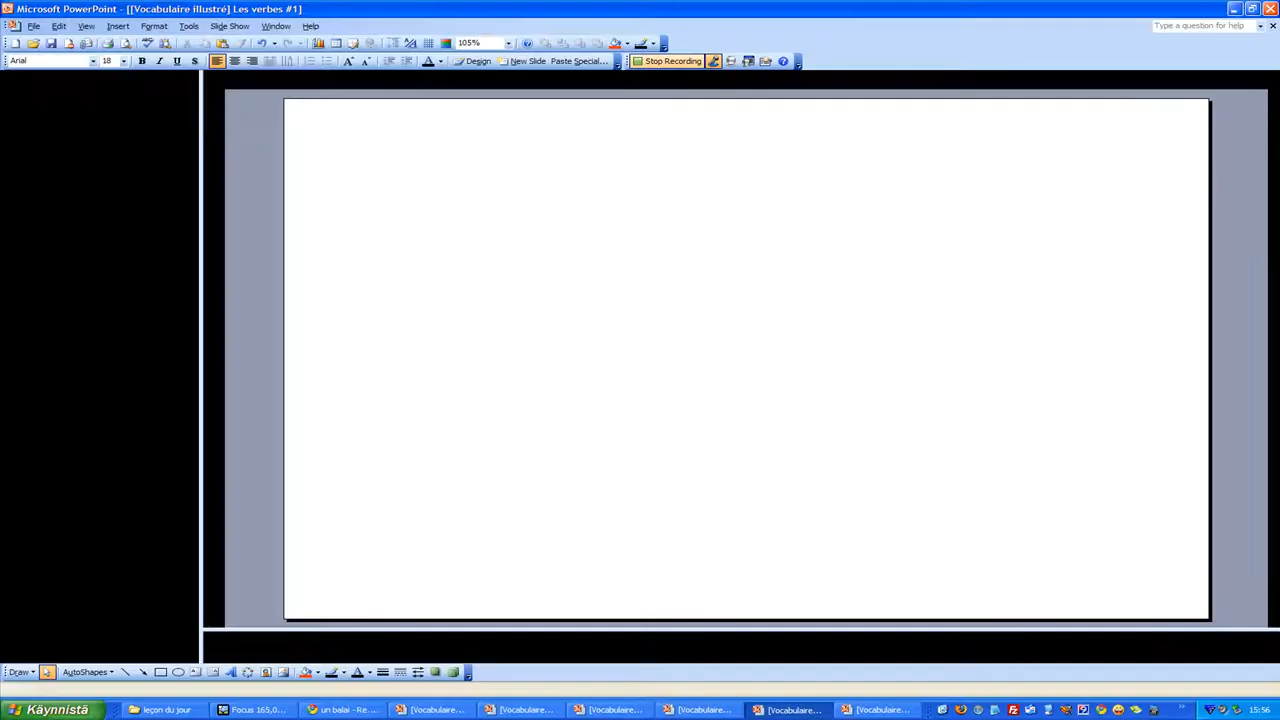 Microsoft PowerPoint - [[Vocabulaire illustré] Les verbes #1]
File Edit View Insert Format Tools Slide Show Window Help
Type a question for help
105%
Arial 18 B I U S Design New Slide Paste Special... Stop Recording
Draw AutoShapes
Käynnistä leçon du jour Focus 165,0... un balai - Re... [Vocabulaire... [Vocabulaire... [Vocabulaire... [Vocabulaire... [Vocabulaire... [Vocabulaire... 15:56